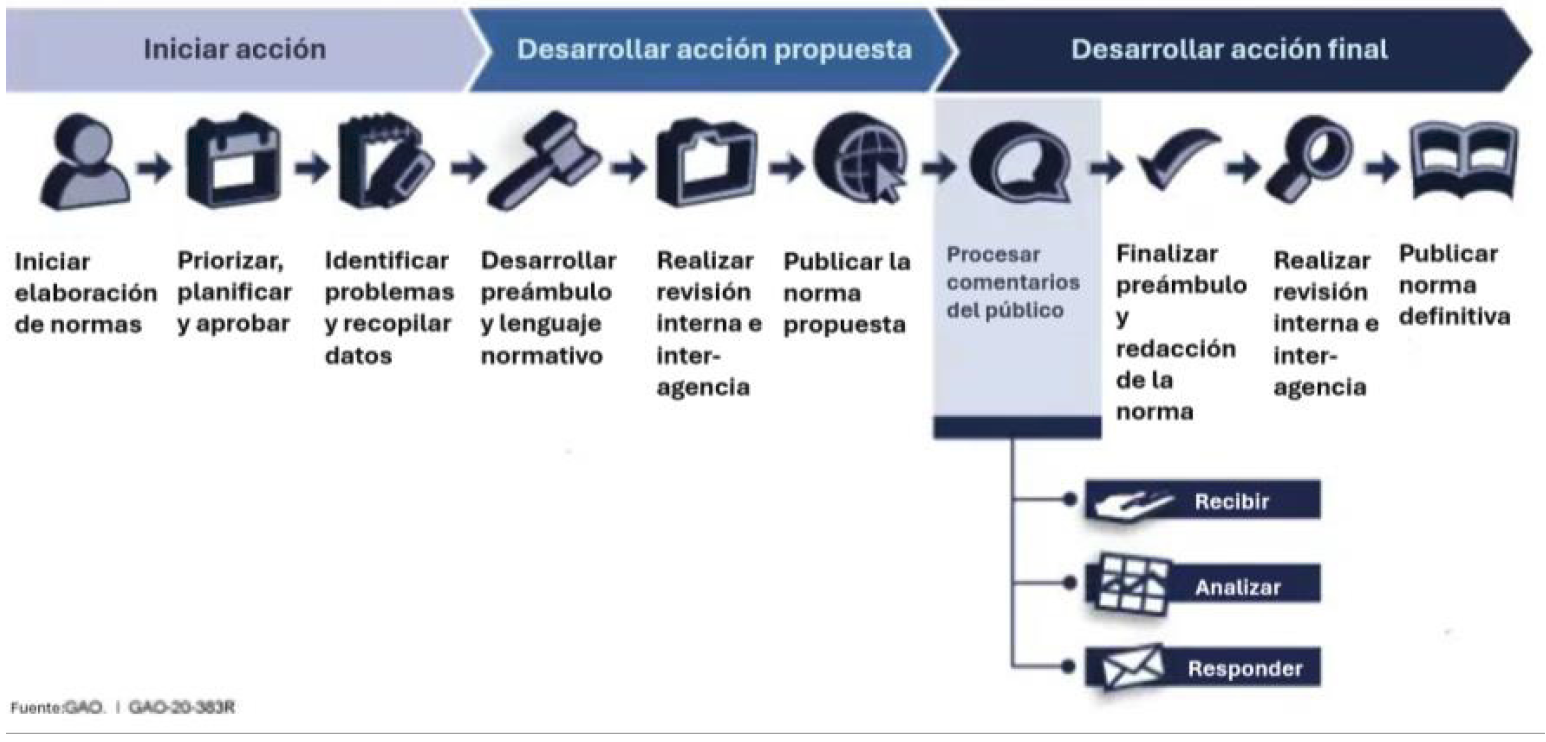 Iniciar acción
Desarrollar acción propuesta
Desarrollar acción final
Iniciar
elaboración
de normas
Priorizar,
planificar
y aprobar
Identificar
problemas
y recopilar
datos
Desarrollar
preámbulo
y lenguaje
normativo
Realizar
revisión
interna e
inter-
agencia
Publicar la
norma
propuesta
Procesar
comentarios
del público
Finalizar
preámbulo
y
redacción
de la
norma
Realizar
revisión
interna e
inter-
agencia
Publicar
norma
definitiva
Recibir
Analizar
Responder
Fuente:GAO. | GAO-20-383R